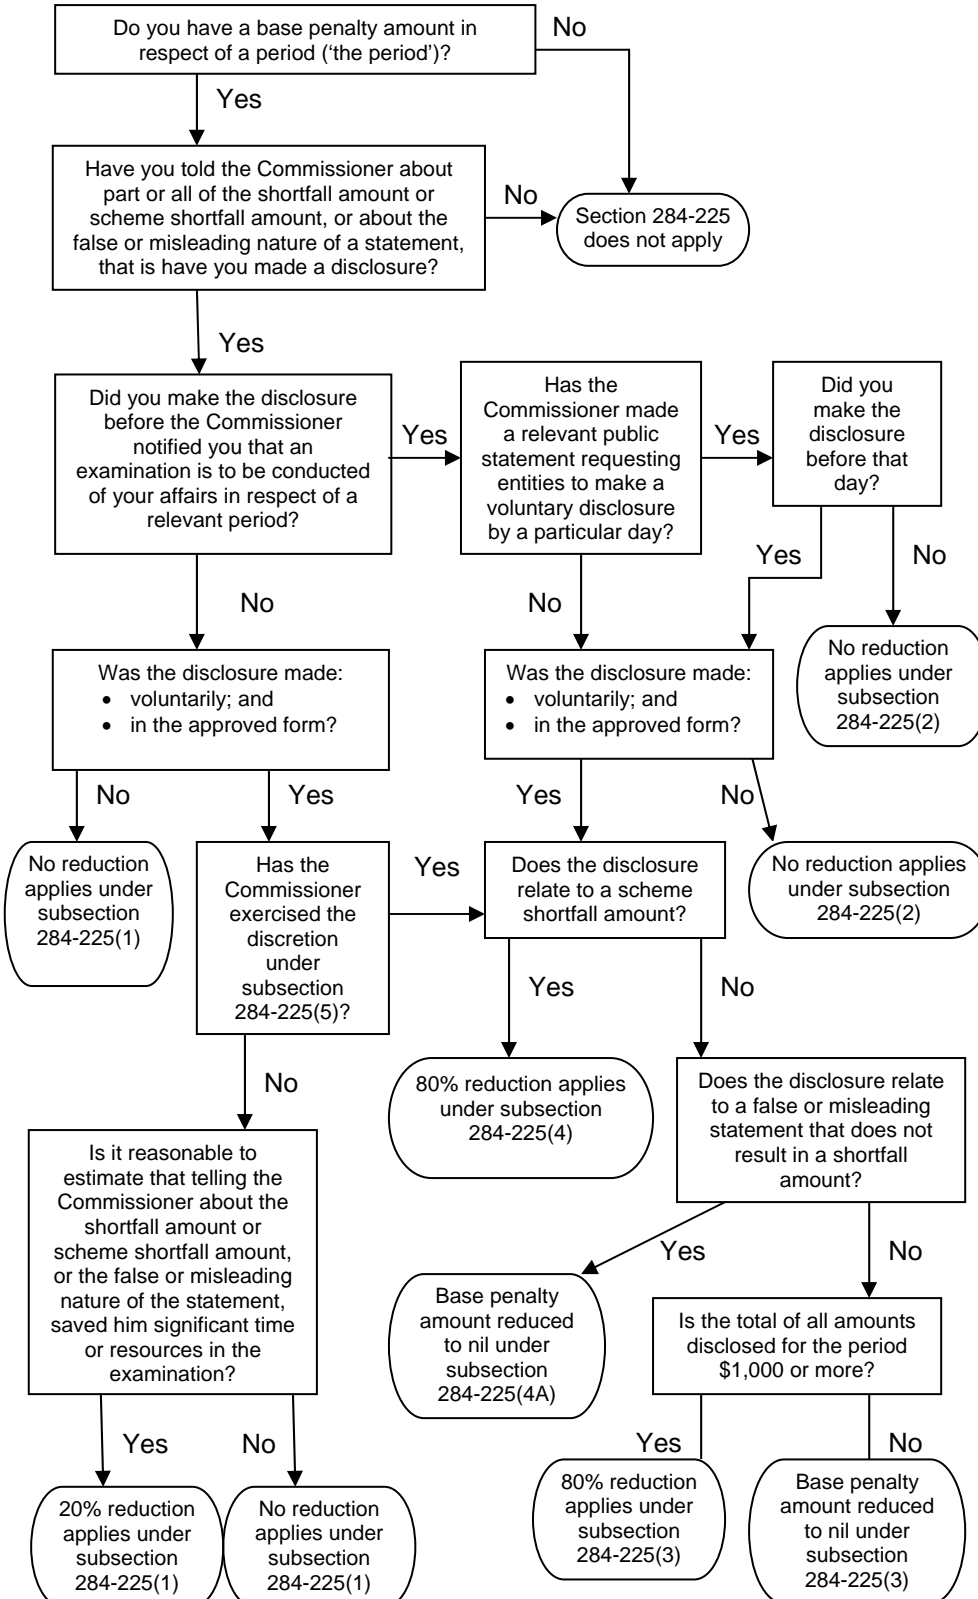 Do you have a base penalty amount in
respect of a period (‘the period’)?
No
Yes
Have you told the Commissioner about
part or all of the shortfall amount or
scheme shortfall amount, or about the
false or misleading nature of a statement,
that is have you made a disclosure?
No
Section 284-225
does not apply
Yes
Did you make the disclosure
before the Commissioner
notified you that an
examination is to be conducted
of your affairs in respect of a
relevant period?
Yes
Has the
Commissioner made
a relevant public
statement requesting
entities to make a
voluntary disclosure
by a particular day?
Yes
Did you
make the
disclosure
before that
day?
No
No
Yes
No
Was the disclosure made:
• voluntarily; and
• in the approved form?
Was the disclosure made:
• voluntarily; and
• in the approved form?
No reduction
applies under
subsection
284-225(2)
No
Yes
Yes
No
No reduction
applies under
subsection
284-225(1)
Has the
Commissioner
exercised the
discretion
under
subsection
284-225(5)?
Yes
Does the disclosure
relate to a scheme
shortfall amount?
No reduction applies
under subsection
284-225(2)
No
Yes
No
80% reduction applies
under subsection
284-225(4)
Does the disclosure relate
to a false or misleading
statement that does not
result in a shortfall
amount?
Is it reasonable to
estimate that telling the
Commissioner about the
shortfall amount or
scheme shortfall amount,
or the false or misleading
nature of the statement,
saved him significant time
or resources in the
examination?
Yes
No
Base penalty
amount reduced
to nil under
subsection
284-225(4A)
Is the total of all amounts
disclosed for the period
$1,000 or more?
Yes
No
Yes
No
20% reduction
applies under
subsection
284-225(1)
No reduction
applies under
subsection
284-225(1)
80% reduction
applies under
subsection
284-225(3)
Base penalty
amount reduced
to nil under
subsection
284-225(3)